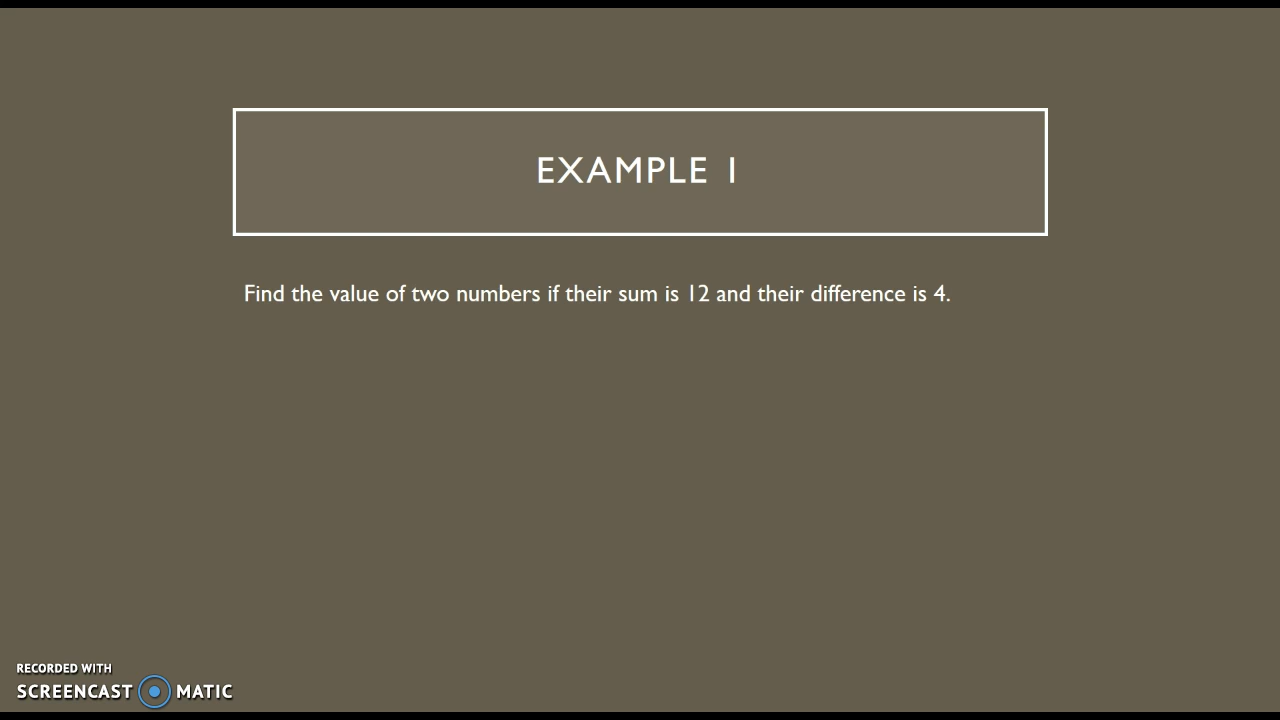 EXAMPLE 1
Find the value of two numbers if their sum is 12 and their difference is 4.
RECORDED WITH
SCREENCAST MATIC